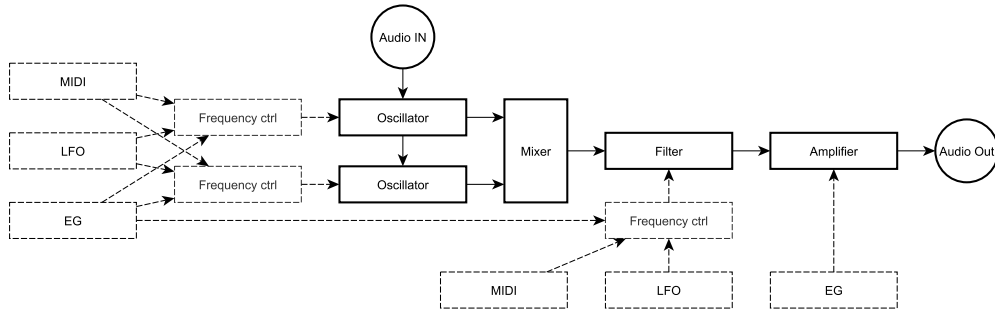 Audio IN
MIDI
Frequency ctrl
Oscillator
LFO
Mixer
Filter
Amplifier
Audio Out
Frequency ctrl
Oscillator
EG
Frequency ctrl
MIDI
LFO
EG